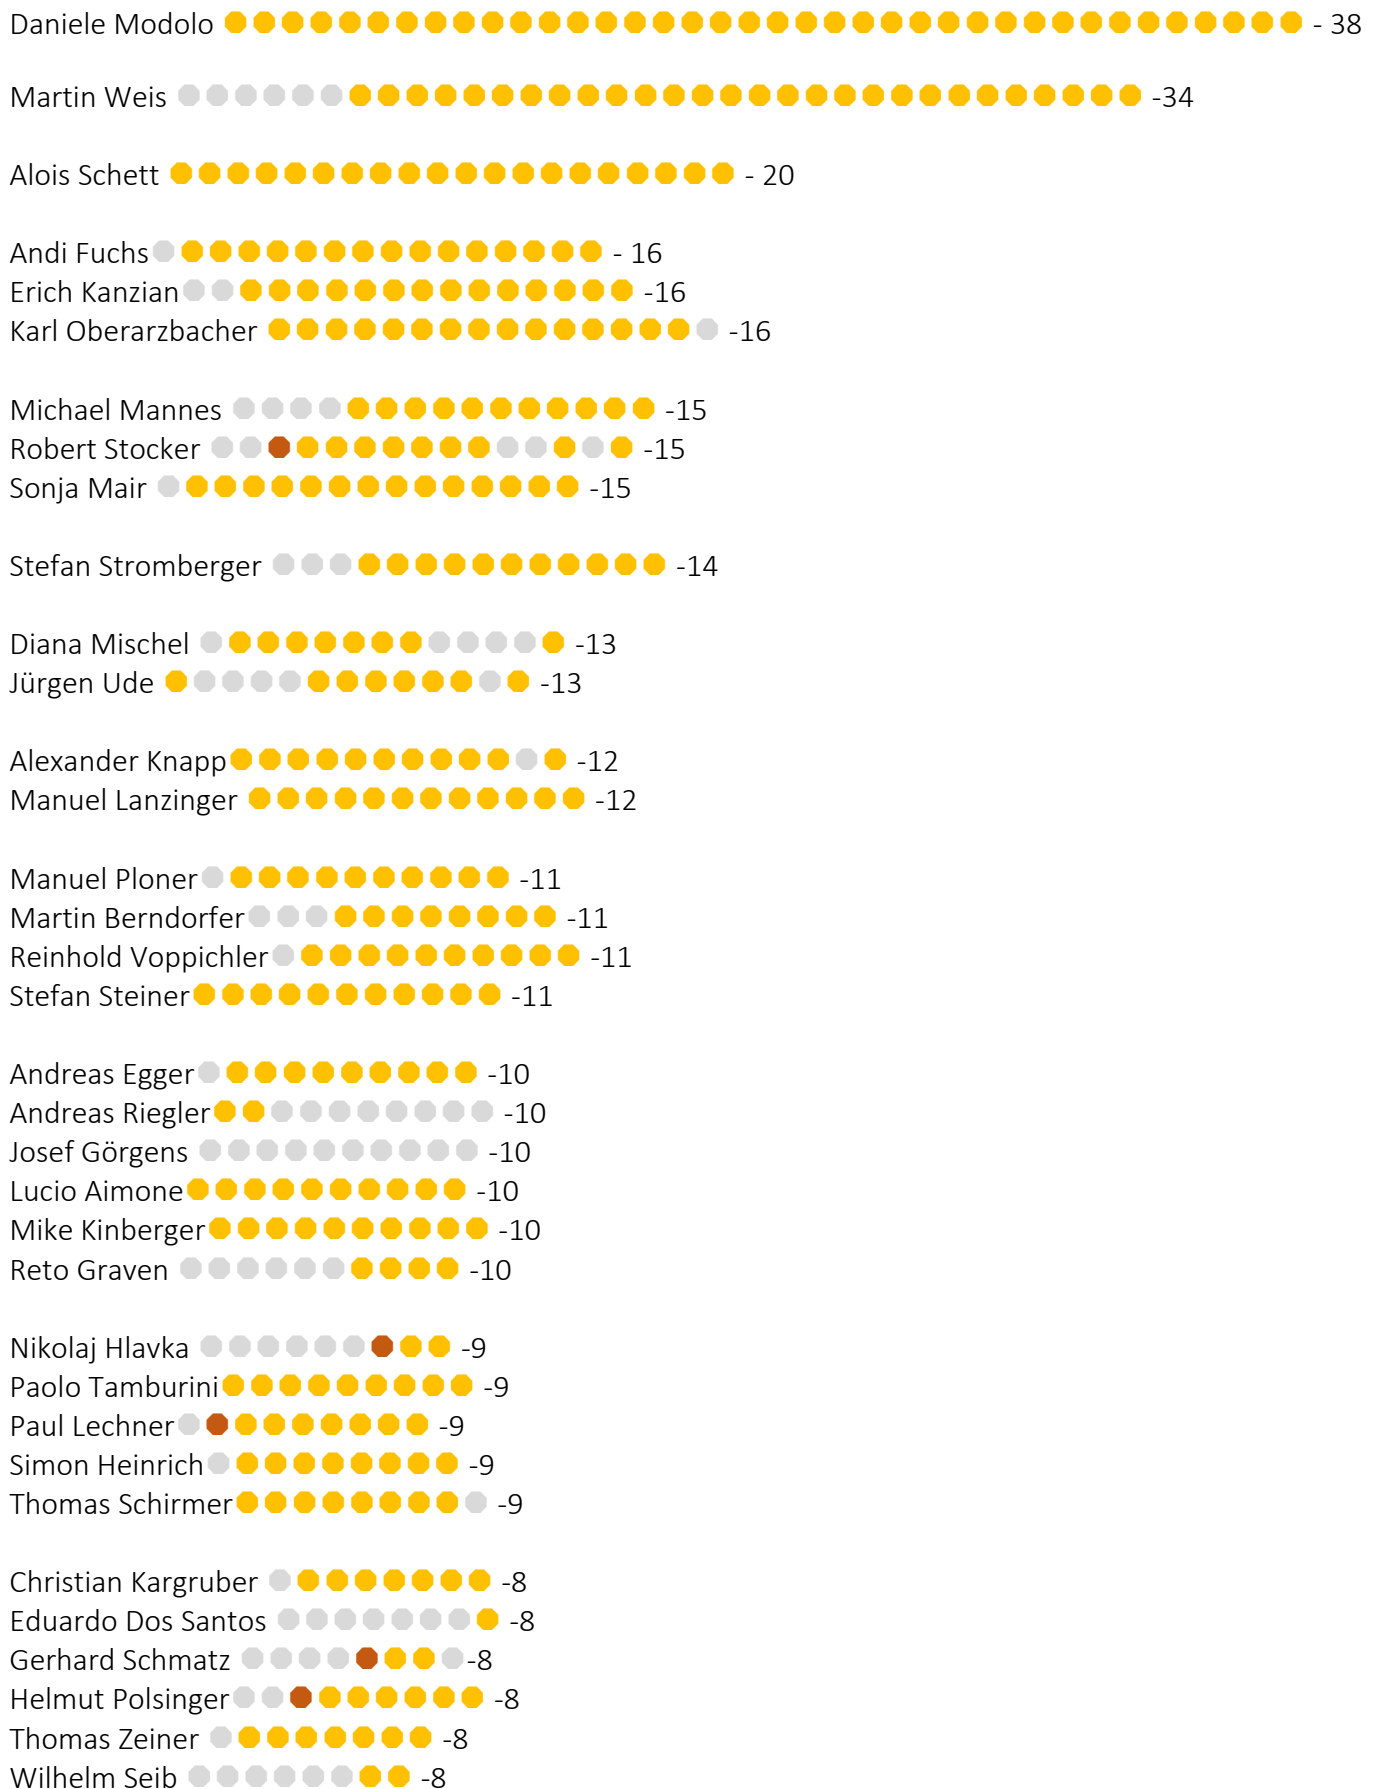 Daniele Modolo - 38
Martin Weis -34
Alois Schett - 20
Andi Fuchs - 16
Erich Kanzian -16
Karl Oberarzbacher -16
Michael Mannes -15
Robert Stocker -15
Sonja Mair -15
Stefan Stromberger -14
Diana Mischel -13
Jürgen Ude -13
Alexander Knapp -12
Manuel Lanzinger -12
Manuel Ploner -11
Martin Berndorfer -11
Reinhold Voppichler -11
Stefan Steiner -11
Andreas Egger -10
Andreas Riegler -10
Josef Görgens -10
Lucio Aimone -10
Mike Kinberger -10
Reto Graven -10
Nikolaj Hlavka -9
Paolo Tamburini -9
Paul Lechner -9
Simon Heinrich -9
Thomas Schirmer -9
Christian Kargruber -8
Eduardo Dos Santos -8
Gerhard Schmatz -8
Helmut Polsinger -8
Thomas Zeiner -8
Wilhelm Seib -8